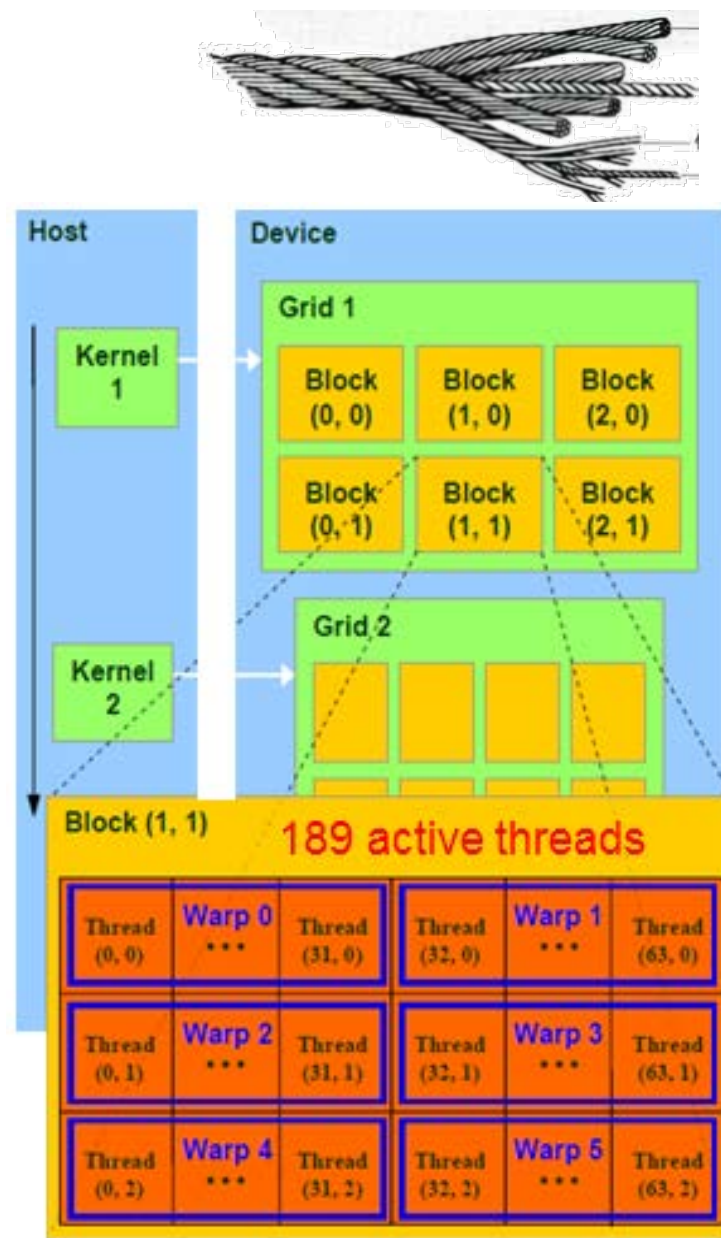 Host
Device
Grid 1
Kernel
1
Block
(0, 0)
Block
(1, 0)
Block
(2, 0)
Block
(0, 1)
Block
(1, 1)
Block
(2, 1)
Grid 2
Kernel
2
Block (1, 1)
189 active threads
Thread
(0, 0)
Warp 0
•••
Thread
(31, 0)
Thread
(32, 0)
Warp 1
•••
Thread
(63, 0)
Thread
(0, 1)
Warp 2
•••
Thread
(31, 1)
Thread
(32, 1)
Warp 3
•••
Thread
(63, 1)
Thread
(0, 2)
Warp 4
•••
Thread
(31, 2)
Thread
(32, 2)
Warp 5
•••
Thread
(63, 2)